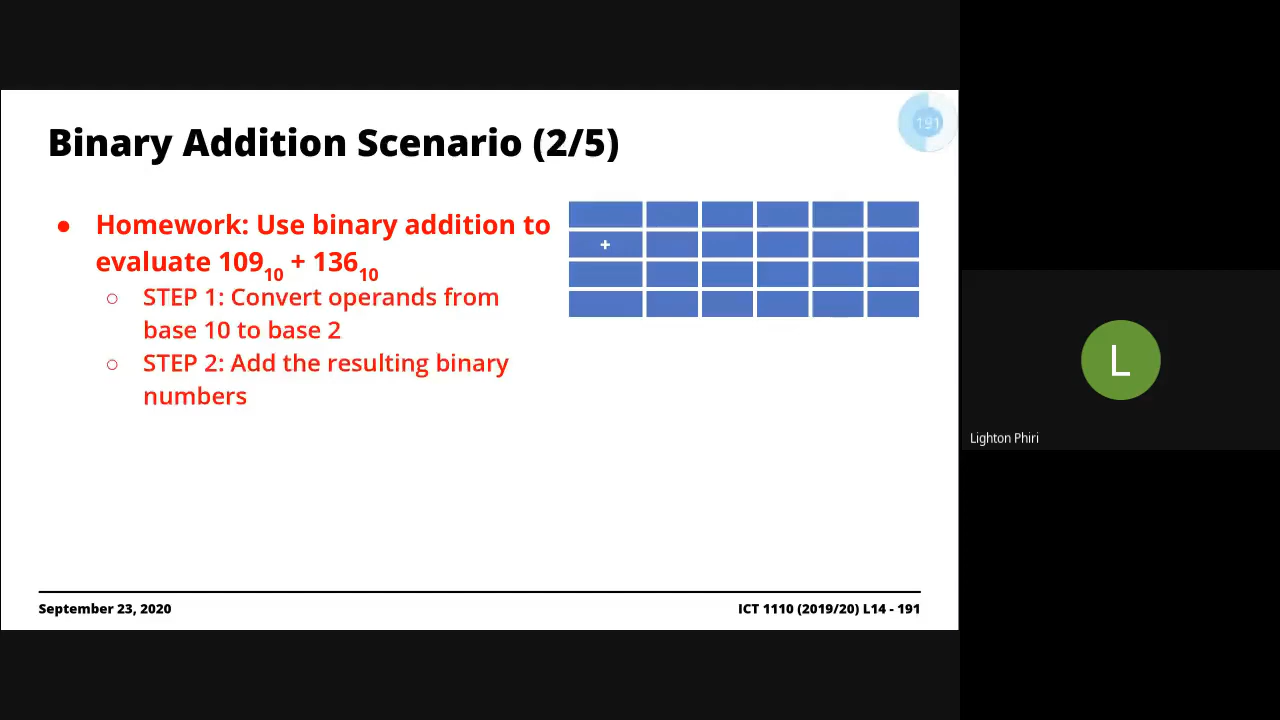 Binary Addition Scenario (2/5)
191
● Homework: Use binary addition to
evaluate 109₁₀ + 136₁₀
○ STEP 1: Convert operands from
base 10 to base 2
○ STEP 2: Add the resulting binary
numbers
+
L
Lighton Phiri
September 23, 2020
ICT 1110 (2019/20) L14 - 191